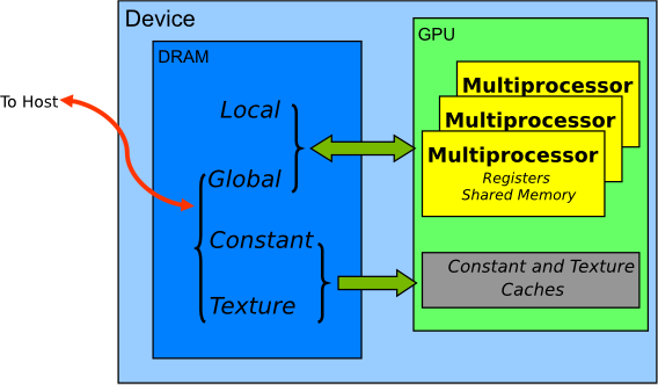 Device
DRAM
GPU
To Host
Local
Global
Constant
Texture
Multiprocessor
Multiprocessor
Multiprocessor
Registers
Shared Memory
Constant and Texture
Caches